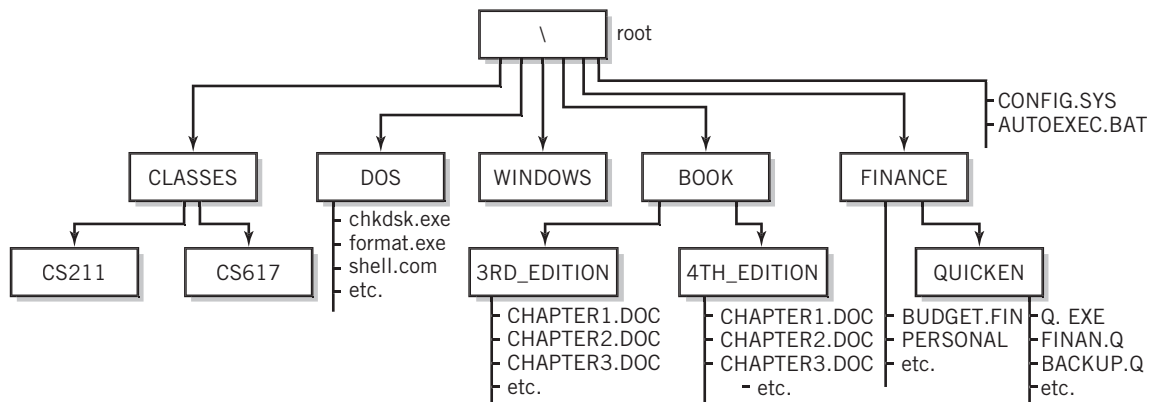 \ root
CONFIG.SYS
AUTOEXEC.BAT
CLASSES
DOS
WINDOWS
BOOK
FINANCE
chkdsk.exe
format.exe
shell.com
etc.
CS211
CS617
3RD_EDITION
4TH_EDITION
QUICKEN
CHAPTER1.DOC
CHAPTER2.DOC
CHAPTER3.DOC
etc.
CHAPTER1.DOC
CHAPTER2.DOC
CHAPTER3.DOC
etc.
BUDGET.FIN
PERSONAL
etc.
Q. EXE
FINAN.Q
BACKUP.Q
etc.